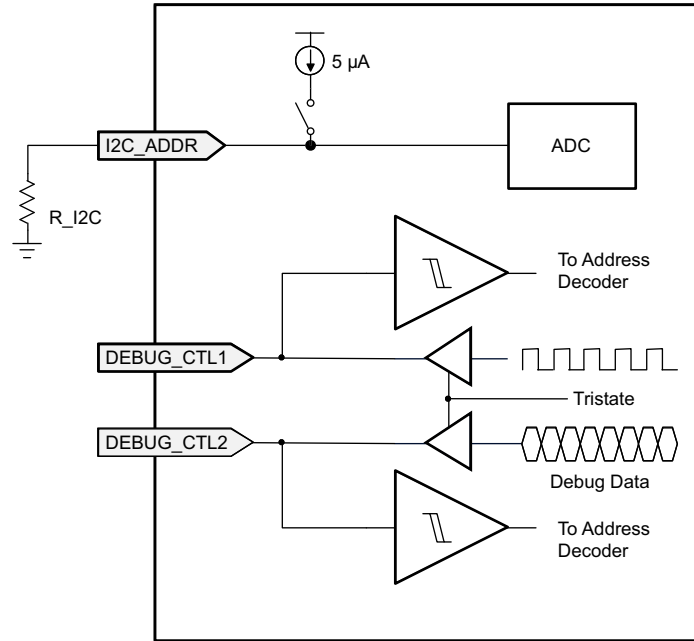 5 µA
I2C_ADDR
ADC
R_I2C
To Address
Decoder
DEBUG_CTL1
Tristate
DEBUG_CTL2
Debug Data
To Address
Decoder